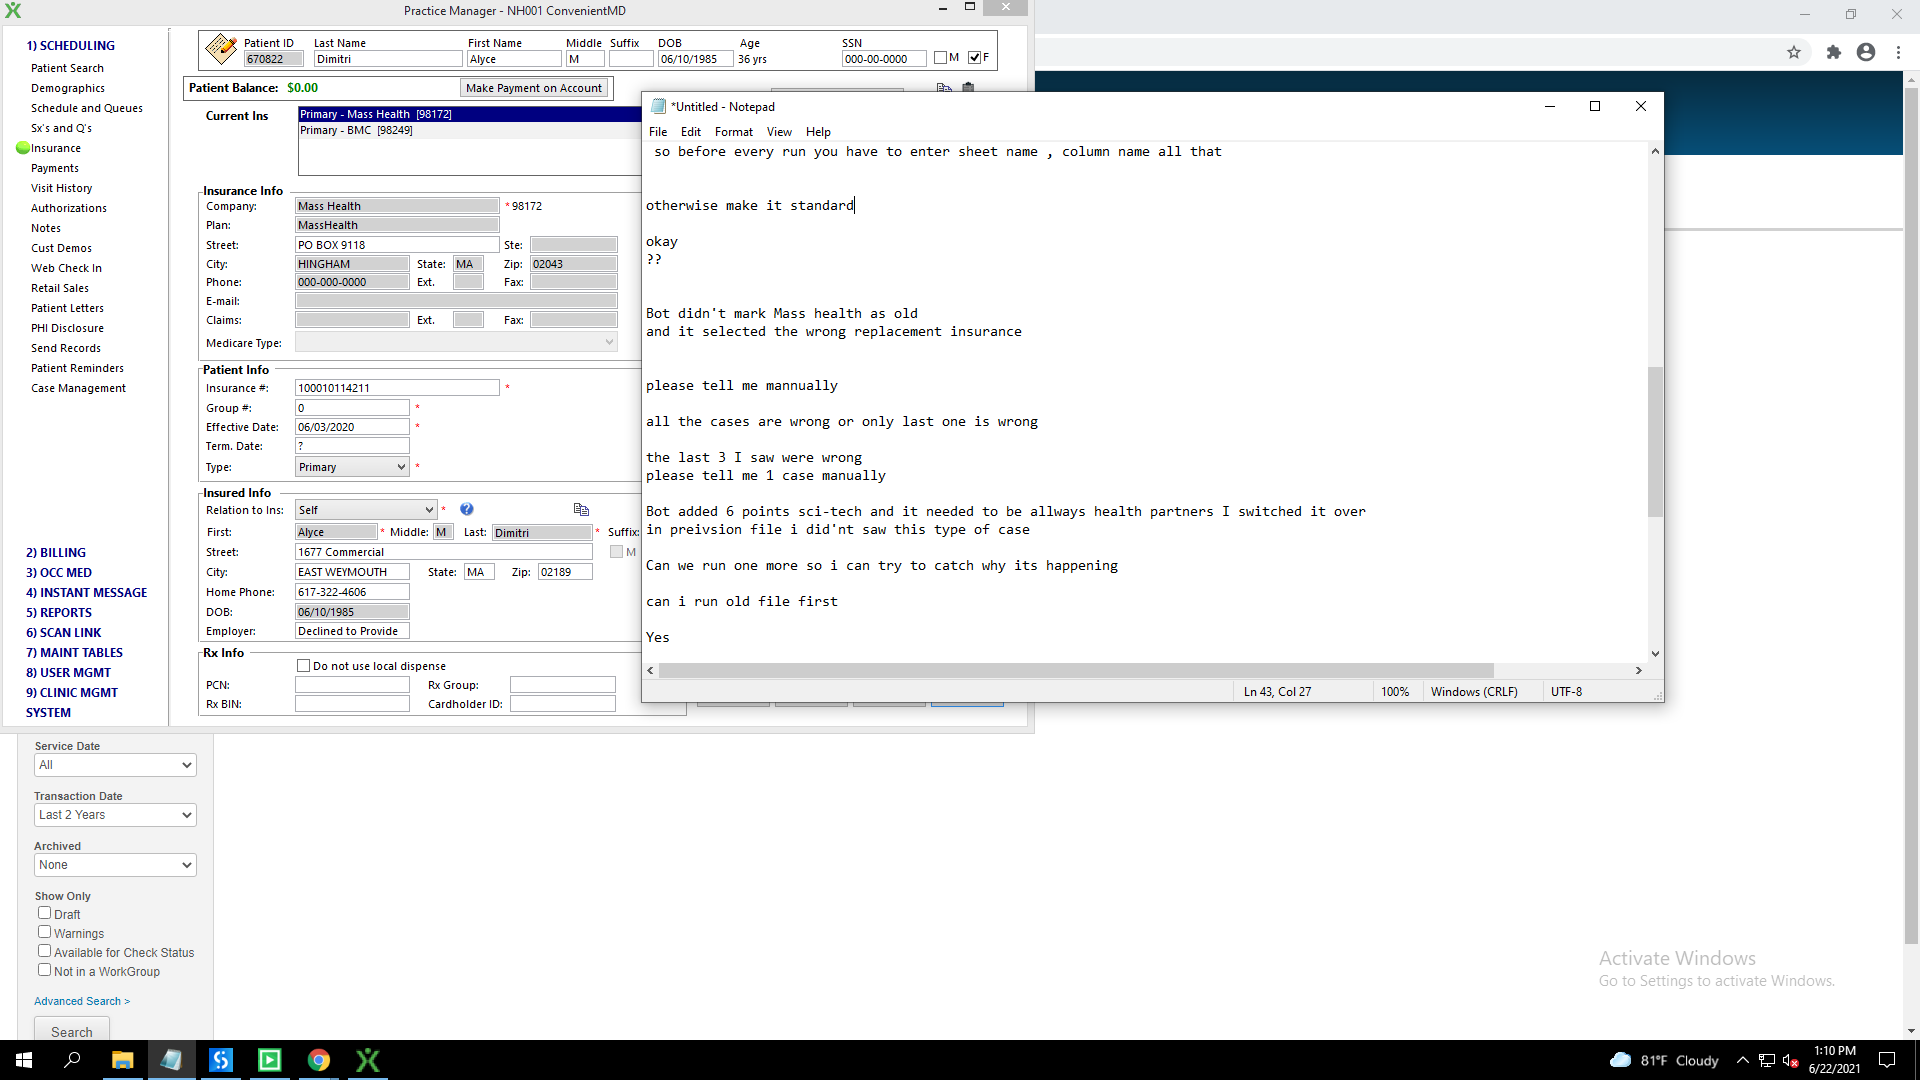 Practice Manager - NH001 ConvenientMD
1) SCHEDULING
Patient Search
Demographics
Schedule and Queues
Sx's and Q's
Insurance
Payments
Visit History
Authorizations
Notes
Cust Demos
Web Check In
Retail Sales
Patient Letters
PHI Disclosure
Send Records
Patient Reminders
Case Management
2) BILLING
3) OCC MED
4) INSTANT MESSAGE
5) REPORTS
6) SCAN LINK
7) MAINT TABLES
8) USER MGMT
9) CLINIC MGMT
SYSTEM
Patient ID Last Name First Name Middle Suffix DOB Age SSN
670822 Dimitri Alyce M 06/10/1985 36 yrs 000-00-0000 M F
Patient Balance: $0.00 Make Payment on Account
Current Ins
Primary - Mass Health [98172]
Primary - BMC [98249]
Insurance Info
Company: Mass Health * 98172
Plan: MassHealth
Street: PO BOX 9118 Ste:
City: HINGHAM State: MA Zip: 02043
Phone: 000-000-0000 Ext. Fax:
E-mail:
Claims: Ext. Fax:
Medicare Type:
Patient Info
Insurance #: 100010114211 *
Group #: 0 *
Effective Date: 06/03/2020 *
Term. Date: ?
Type: Primary *
Insured Info
Relation to Ins: Self * ?
First: Alyce * Middle: M Last: Dimitri * Suffix:
Street: 1677 Commercial M
City: EAST WEYMOUTH State: MA Zip: 02189
Home Phone: 617-322-4606
DOB: 06/10/1985
Employer: Declined to Provide
Rx Info
Do not use local dispense
PCN: Rx Group:
Rx BIN: Cardholder ID:
*Untitled - Notepad
File Edit Format View Help
so before every run you have to enter sheet name , column name all that
otherwise make it standard
okay
??
Bot didn't mark Mass health as old
and it selected the wrong replacement insurance
please tell me mannually
all the cases are wrong or only last one is wrong
the last 3 I saw were wrong
please tell me 1 case manually
Bot added 6 points sci-tech and it needed to be allways health partners I switched it over
in preivsion file i did'nt saw this type of case
Can we run one more so i can try to catch why its happening
can i run old file first
Yes
Ln 43, Col 27 100% Windows (CRLF) UTF-8
Service Date
All
Transaction Date
Last 2 Years
Archived
None
Show Only
Draft
Warnings
Available for Check Status
Not in a WorkGroup
Advanced Search >
Search
Activate Windows
Go to Settings to activate Windows.
81°F Cloudy
1:10 PM
6/22/2021